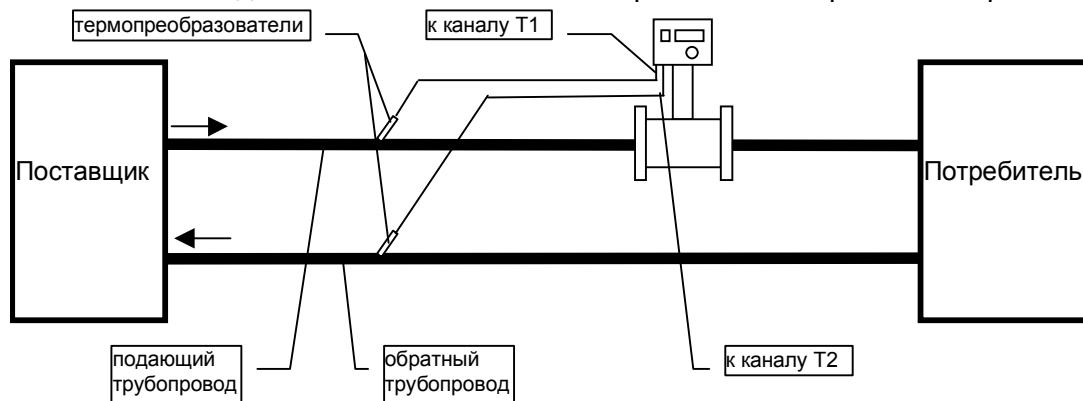 термопреобразователи
к каналу Т1
Поставщик
Потребитель
подающий
трубопровод
обратный
трубопровод
к каналу Т2